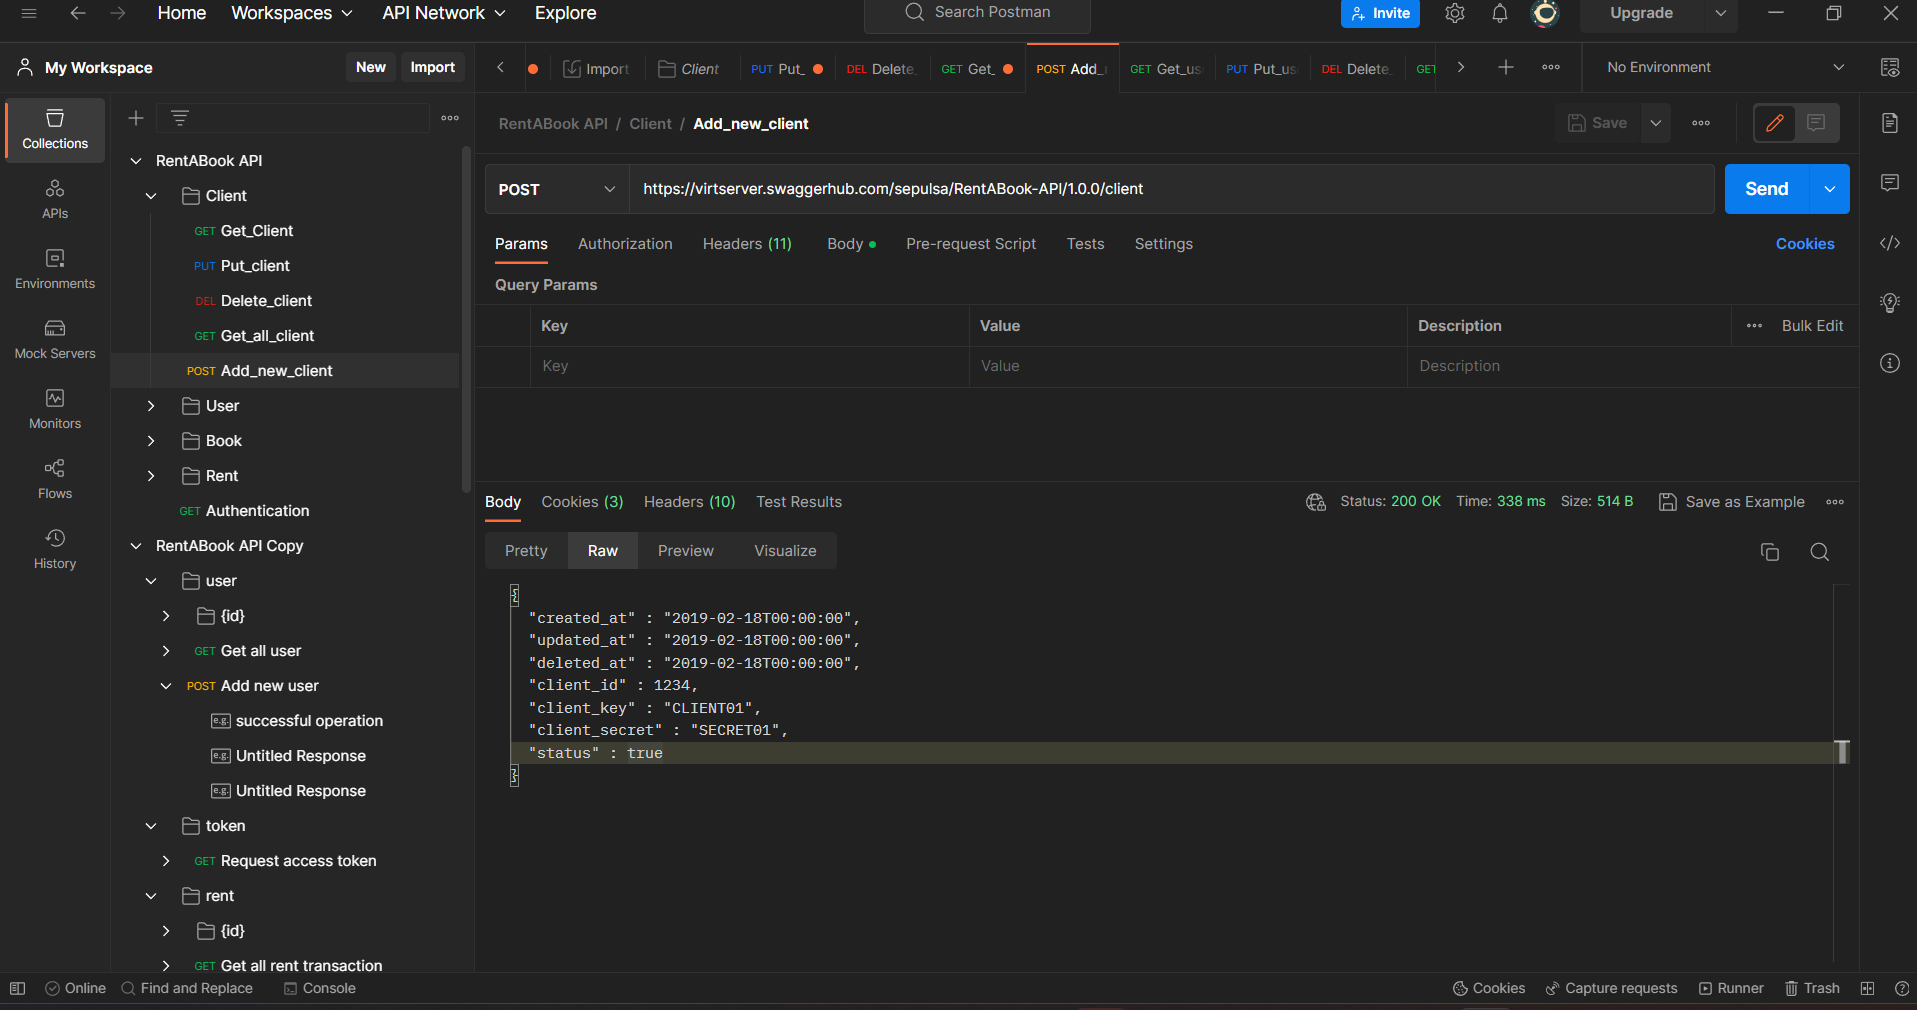 Home Workspaces API Network Explore Search Postman Invite Upgrade
My Workspace New Import
Import Client PUT Put_ DEL Delete_ GET Get_ POST Add_ GET Get_us PUT Put_us DEL Delete_ GET No Environment
Collections
APIs
Environments
Mock Servers
Monitors
Flows
History
RentABook API
Client
GET Get_Client
PUT Put_client
DEL Delete_client
GET Get_all_client
POST Add_new_client
User
Book
Rent
GET Authentication
RentABook API Copy
user
{id}
GET Get all user
POST Add new user
e.g. successful operation
e.g. Untitled Response
e.g. Untitled Response
token
GET Request access token
rent
{id}
GET Get all rent transaction
RentABook API / Client / Add_new_client Save
POST https://virtserver.swaggerhub.com/sepulsa/RentABook-API/1.0.0/client Send
Params Authorization Headers (11) Body Pre-request Script Tests Settings Cookies
Query Params
Key Value Description Bulk Edit
Key Value Description
Body Cookies (3) Headers (10) Test Results Status: 200 OK Time: 338 ms Size: 514 B Save as Example
Pretty Raw Preview Visualize
{
"created_at" : "2019-02-18T00:00:00",
"updated_at" : "2019-02-18T00:00:00",
"deleted_at" : "2019-02-18T00:00:00",
"client_id" : 1234,
"client_key" : "CLIENT01",
"client_secret" : "SECRET01",
"status" : true
}
Online Find and Replace Console Cookies Capture requests Runner Trash